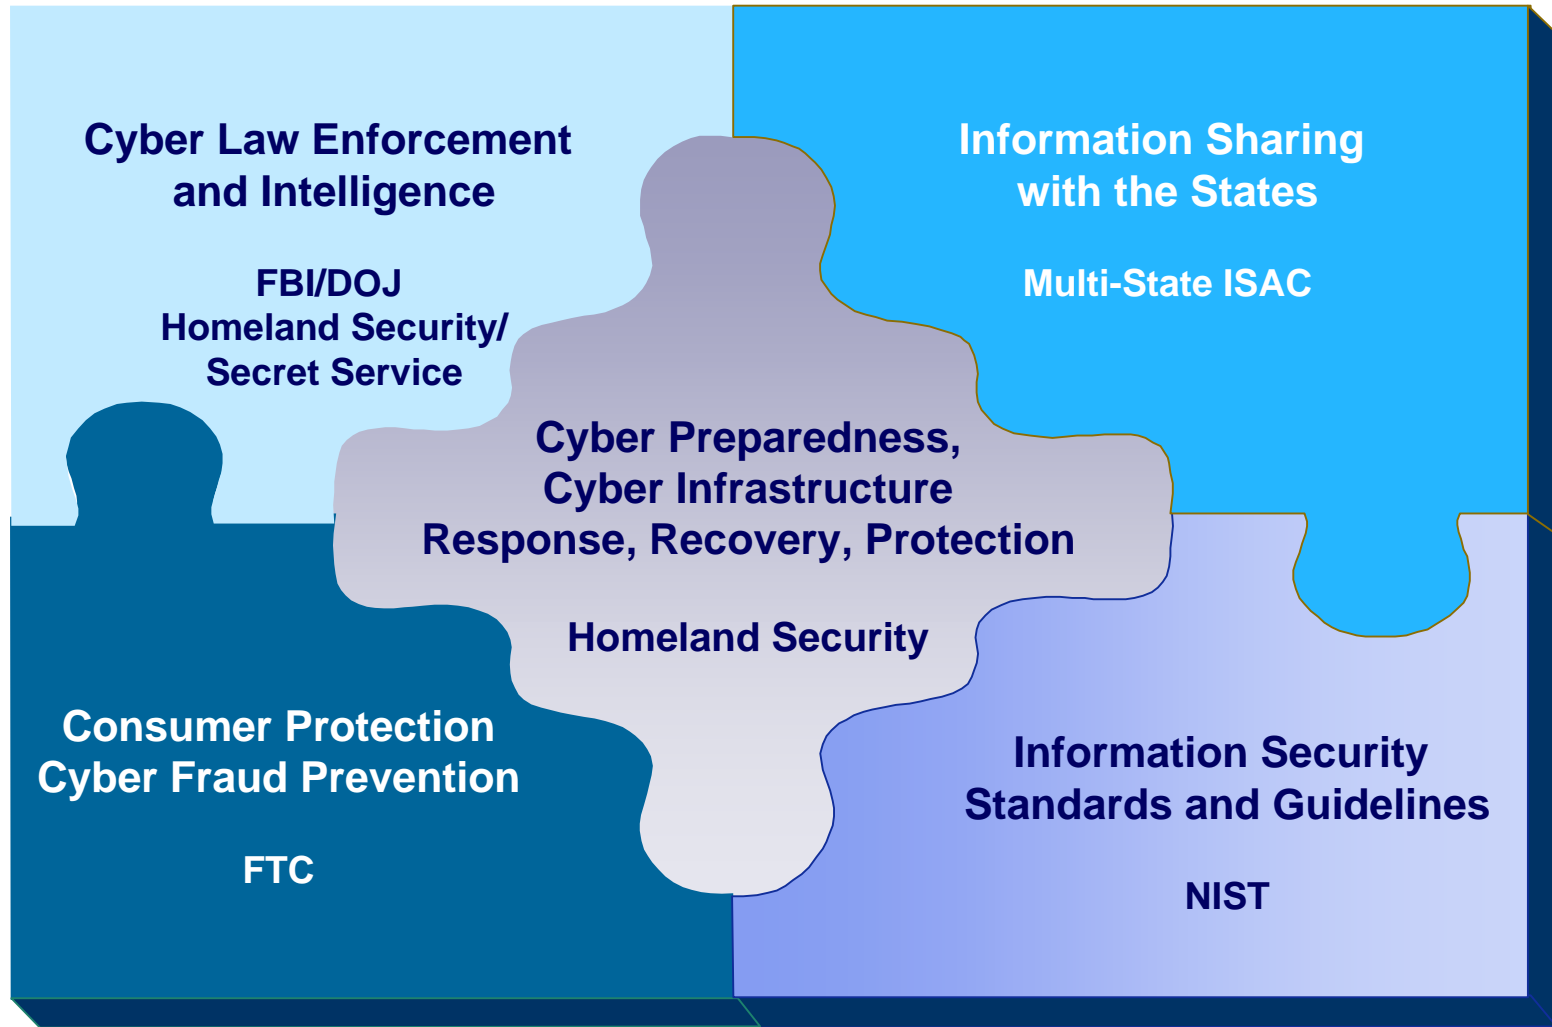 Cyber Law Enforcement
and Intelligence
FBI/DOJ
Homeland Security/
Secret Service
Information Sharing
with the States
Multi-State ISAC
Cyber Preparedness,
Cyber Infrastructure
Response, Recovery, Protection
Homeland Security
Consumer Protection
Cyber Fraud Prevention
FTC
Information Security
Standards and Guidelines
NIST